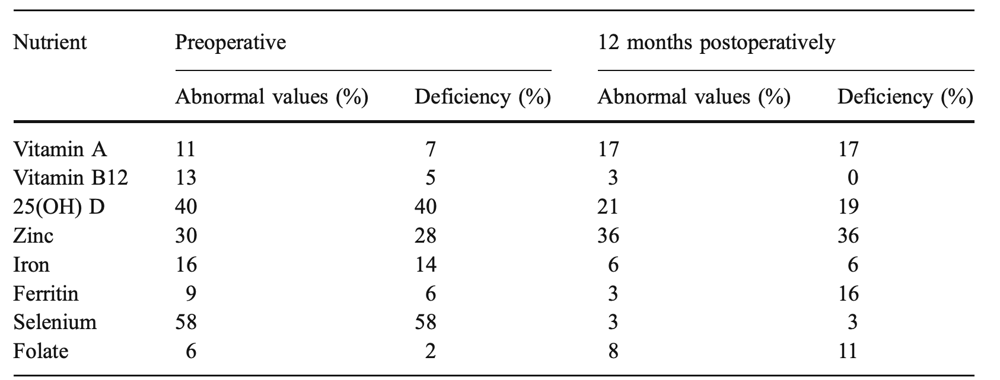 Nutrient Preoperative 12 months postoperatively
Abnormal values (%) Deficiency (%) Abnormal values (%) Deficiency (%)
Vitamin A 11 7 17 17
Vitamin B12 13 5 3 0
25(OH) D 40 40 21 19
Zinc 30 28 36 36
Iron 16 14 6 6
Ferritin 9 6 3 16
Selenium 58 58 3 3
Folate 6 2 8 11